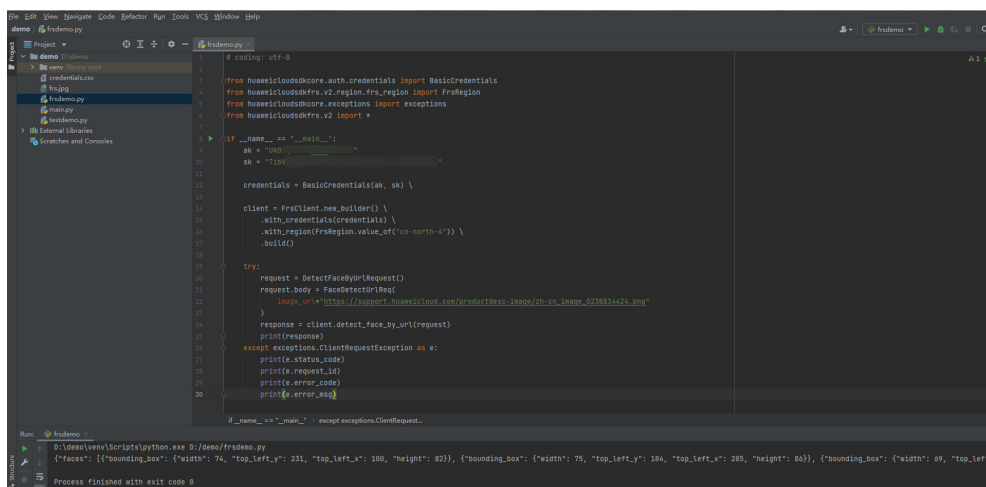 File Edit View Navigate Code Refactor Run Tools VCS Window Help
demo frsdemo.py
frsdemo
Project
frsdemo.py
demo D:\demo
venv library root
credentials.csv
frs.jpg
frsdemo.py
main.py
testdemo.py
External Libraries
Scratches and Consoles
1 # coding: utf-8
2
3 from huaweicloudsdkcore.auth.credentials import BasicCredentials
4 from huaweicloudsdkfrs.v2.region.frs_region import FrsRegion
5 from huaweicloudsdkcore.exceptions import exceptions
6 from huaweicloudsdkfrs.v2 import *
7
8 if __name__ == "__main__":
9 ak = "
10 sk = "TibV "
11
12 credentials = BasicCredentials(ak, sk) \
13
14 client = FrsClient.new_builder() \
15 .with_credentials(credentials) \
16 .with_region(FrsRegion.value_of("cn-north-4")) \
17 .build()
18
19 try:
20 request = DetectFaceByUrlRequest()
21 request.body = FaceDetectUrlReq(
22 image_url="https://support.huaweicloud.com/productdesc-image/zh-cn_image_0238834424.png"
23 )
24 response = client.detect_face_by_url(request)
25 print(response)
26 except exceptions.ClientRequestException as e:
27 print(e.status_code)
28 print(e.request_id)
29 print(e.error_code)
30 print(e.error_msg)
1
if __name__ == "__main__" › except exceptions.ClientRequest...
Run: frsdemo
D:\demo\venv\Scripts\python.exe D:/demo/frsdemo.py
{"faces": [{"bounding_box": {"width": 74, "top_left_y": 231, "top_left_x": 100, "height": 82}}, {"bounding_box": {"width": 75, "top_left_y": 184, "top_left_x": 285, "height": 86}}, {"bounding_box": {"width": 69, "top_lef
Process finished with exit code 0
Project
Structure